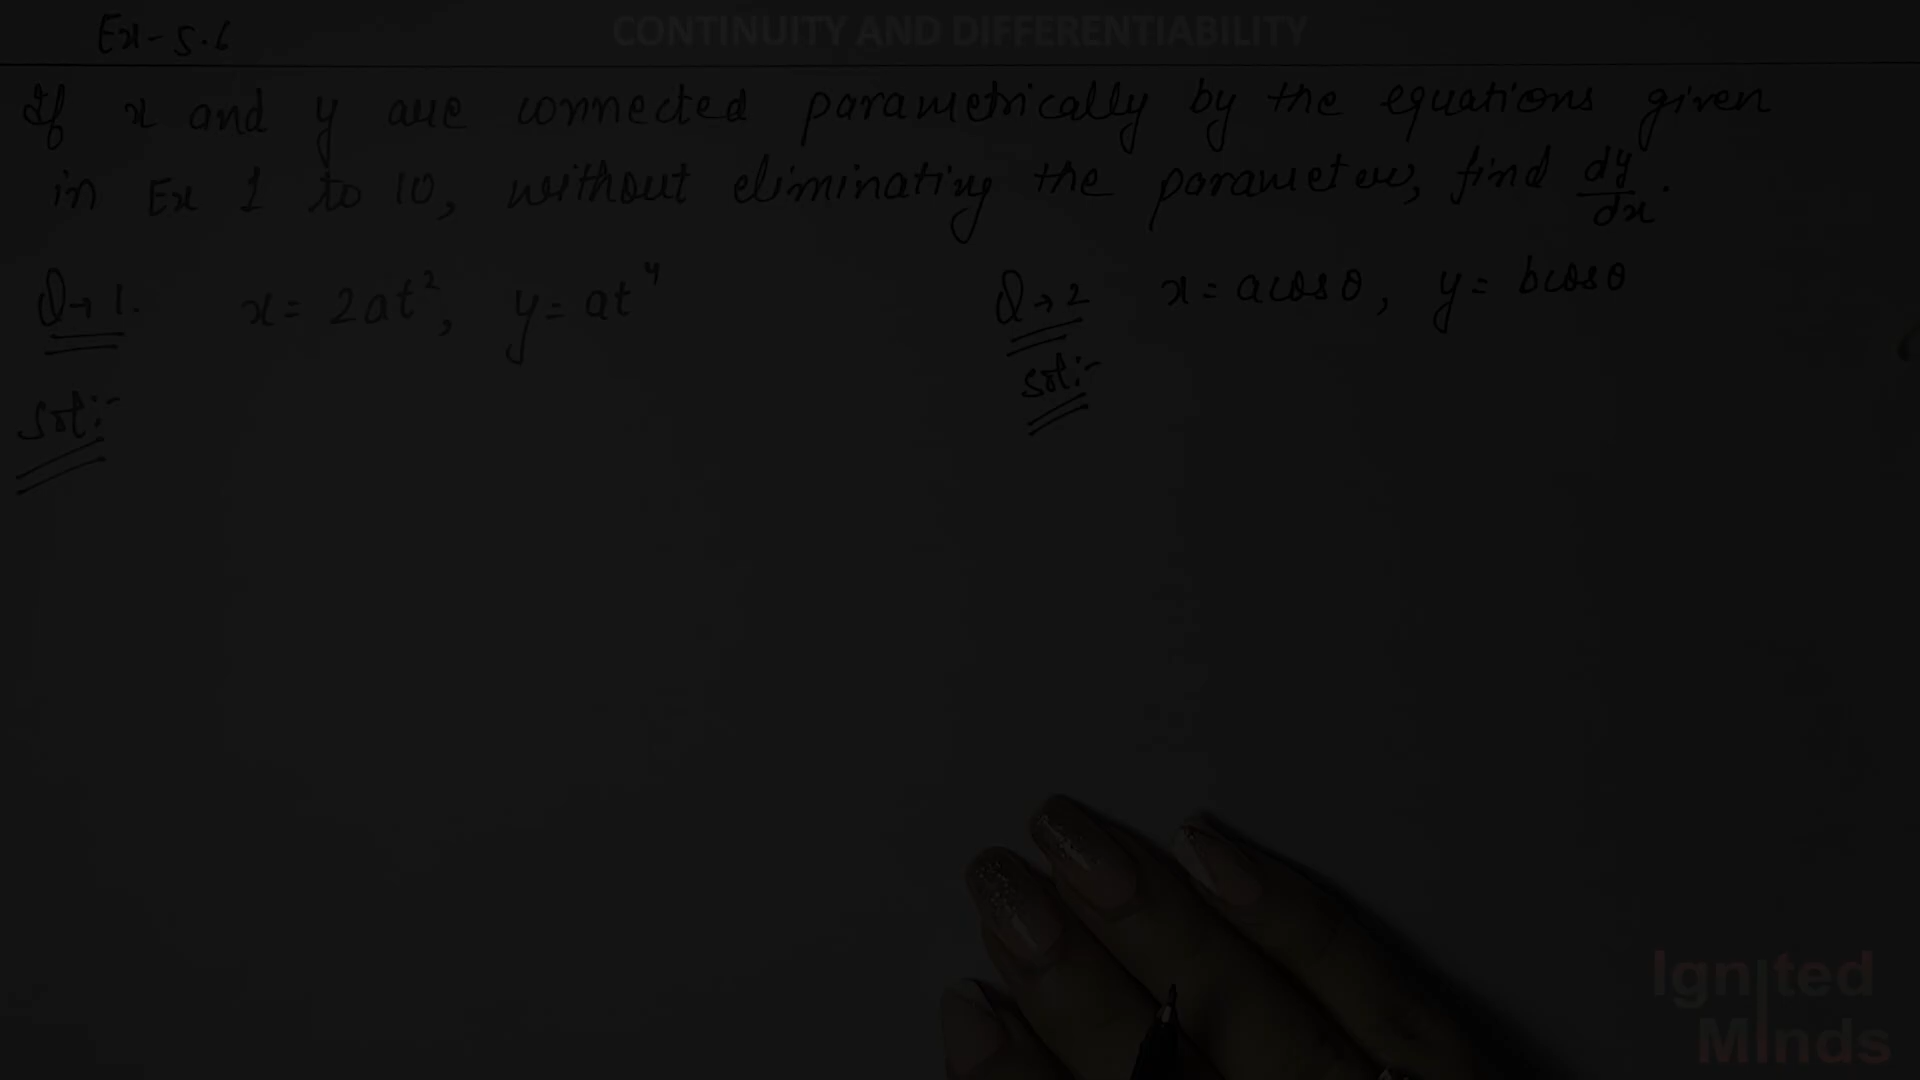 Ex-5.6
CONTINUITY AND DIFFERENTIABILITY
If x and y are connected parametrically by the equations given
in Ex 1 to 10, without eliminating the parameter, find dy/dx.
Q→1. x = 2at², y = at⁴
Sol:-
Q→2 x = a cos θ, y = b cos θ
Sol:-
Ignited
Minds